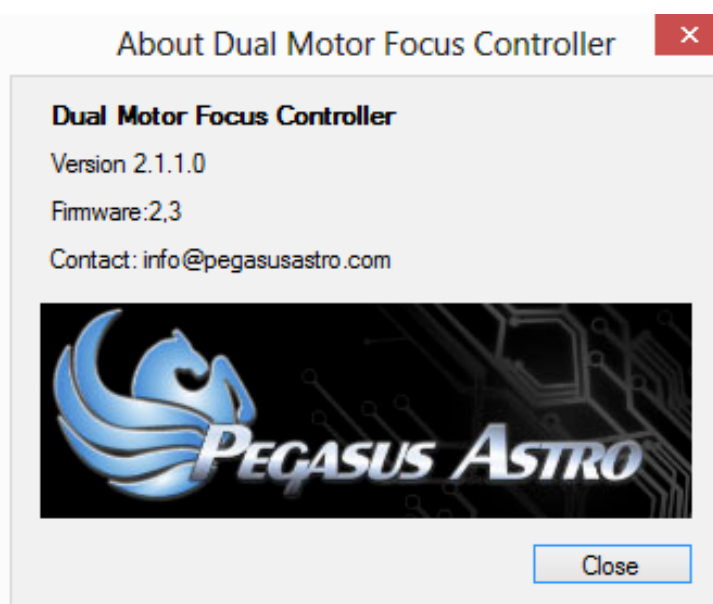 About Dual Motor Focus Controller
Dual Motor Focus Controller
Version 2.1.1.0
Firmware:2,3
Contact: info@pegasusastro.com
PEGASUS ASTRO
Close